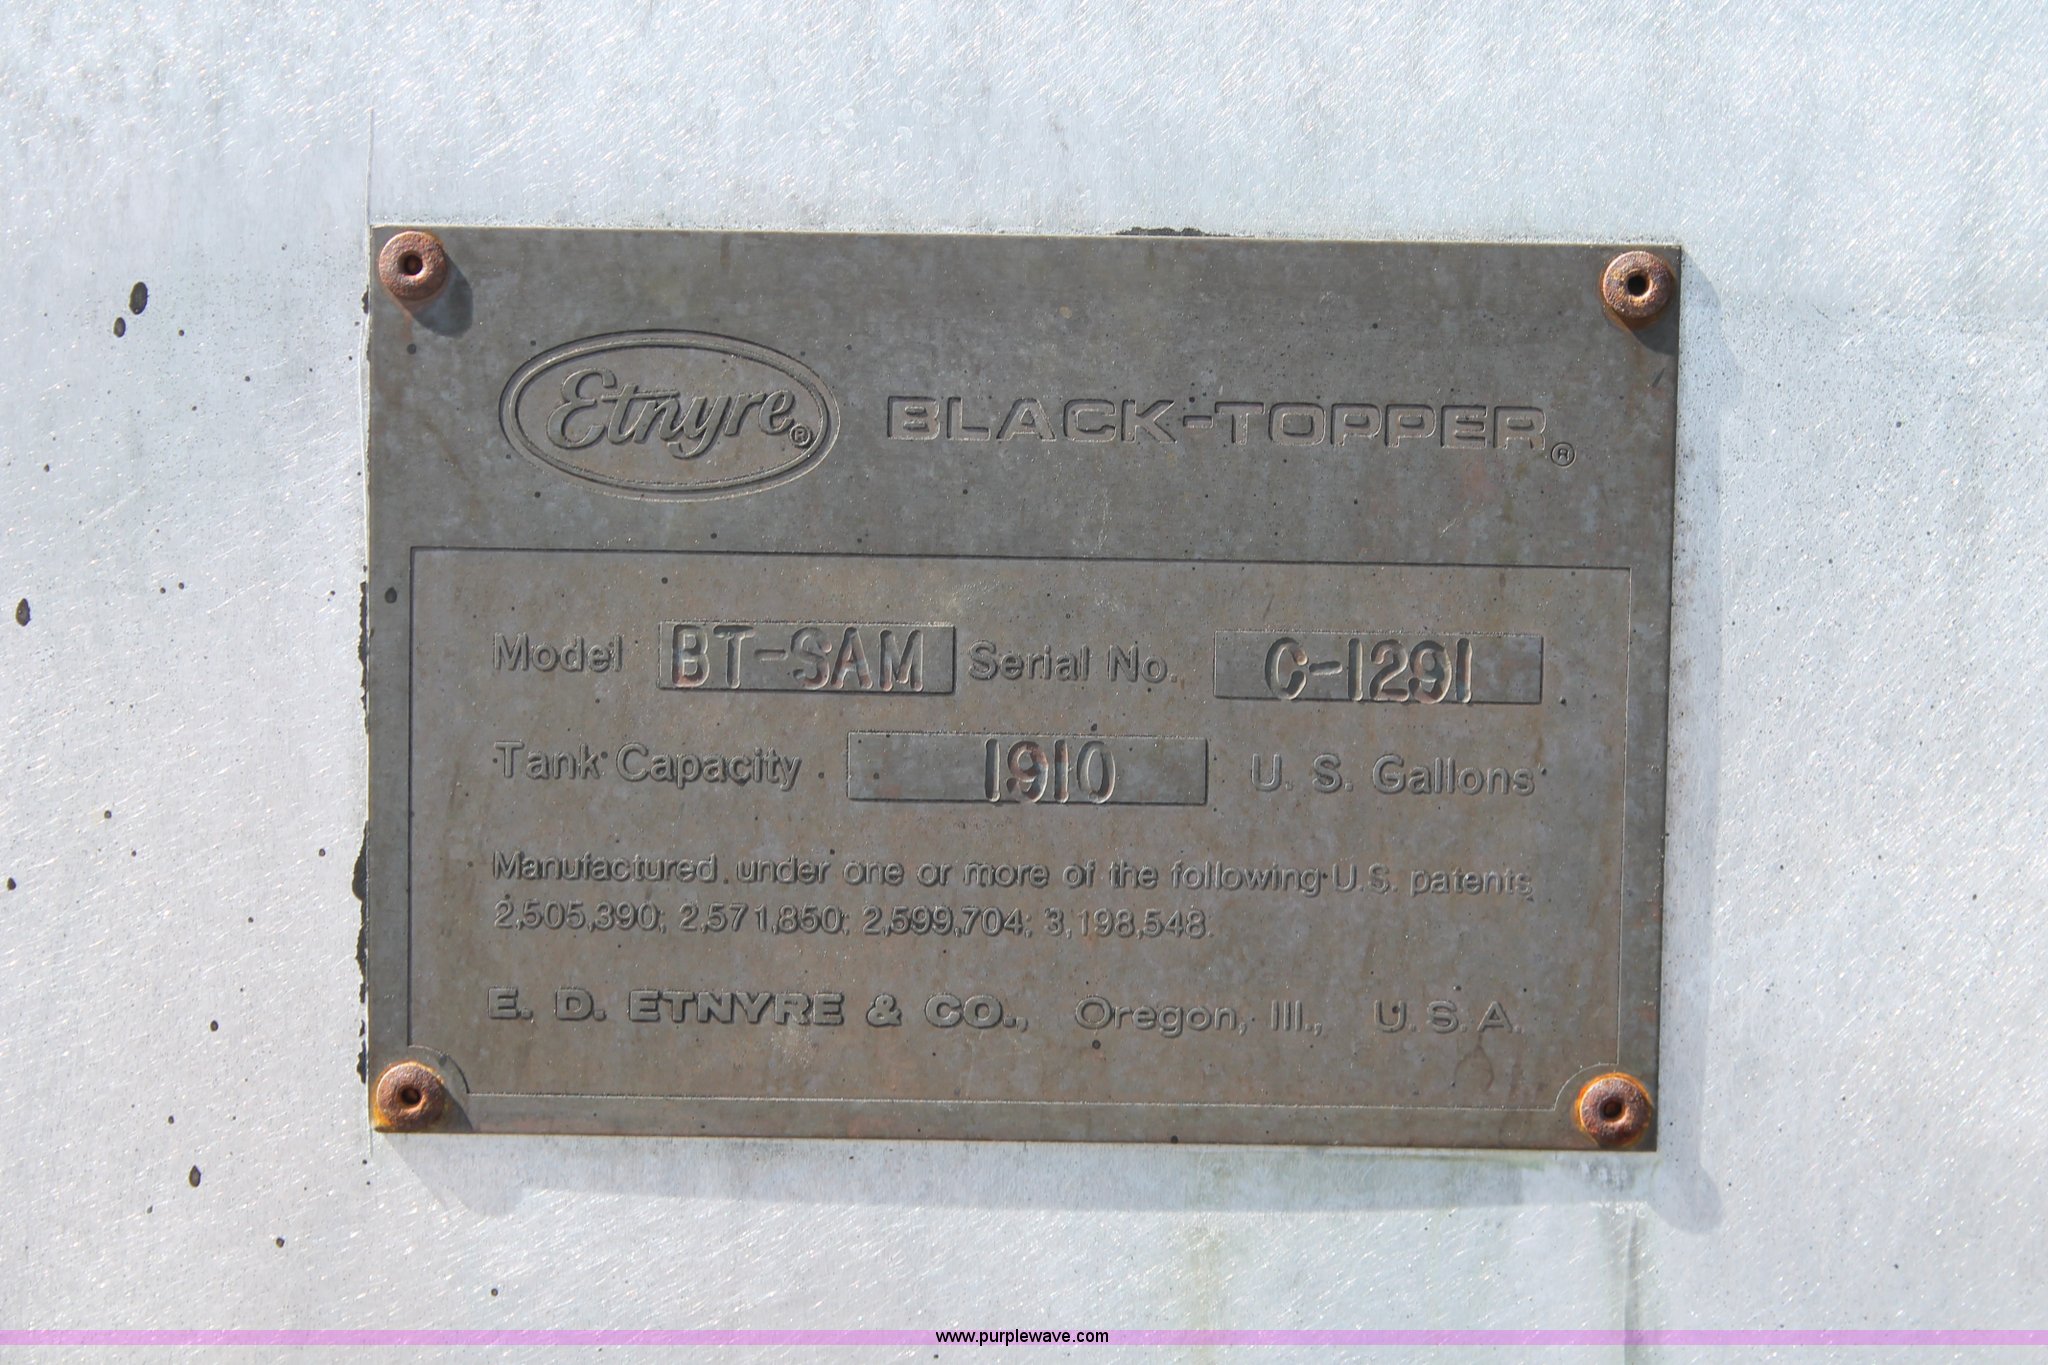 Etnyre® BLACK-TOPPER®
Model BT-SAM Serial No. C-1291
Tank Capacity 1910 U. S. Gallons
Manufactured under one or more of the following U.S. patents
2,505,390; 2,571,850; 2,599,704; 3,198,548.
E. D. ETNYRE & CO., Oregon, Ill., U. S. A.
www.purplewave.com